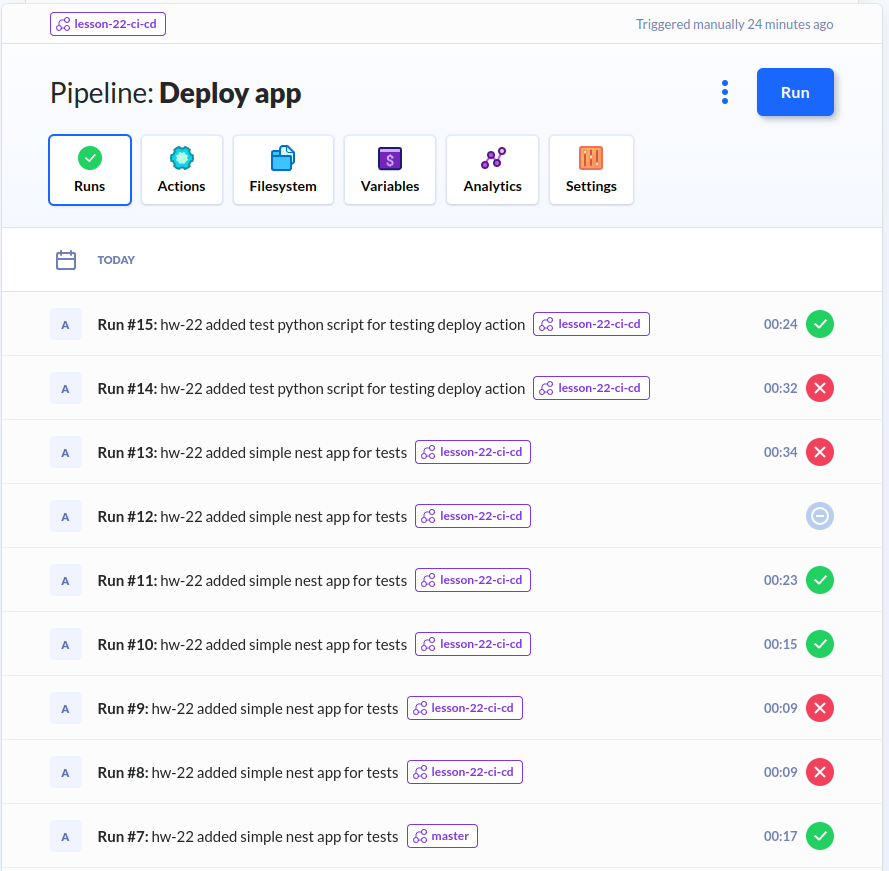 lesson-22-ci-cd Triggered manually 24 minutes ago
Pipeline: Deploy app Run
Runs Actions Filesystem Variables Analytics Settings
TODAY
A Run #15: hw-22 added test python script for testing deploy action lesson-22-ci-cd 00:24
A Run #14: hw-22 added test python script for testing deploy action lesson-22-ci-cd 00:32
A Run #13: hw-22 added simple nest app for tests lesson-22-ci-cd 00:34
A Run #12: hw-22 added simple nest app for tests lesson-22-ci-cd
A Run #11: hw-22 added simple nest app for tests lesson-22-ci-cd 00:23
A Run #10: hw-22 added simple nest app for tests lesson-22-ci-cd 00:15
A Run #9: hw-22 added simple nest app for tests lesson-22-ci-cd 00:09
A Run #8: hw-22 added simple nest app for tests lesson-22-ci-cd 00:09
A Run #7: hw-22 added simple nest app for tests master 00:17